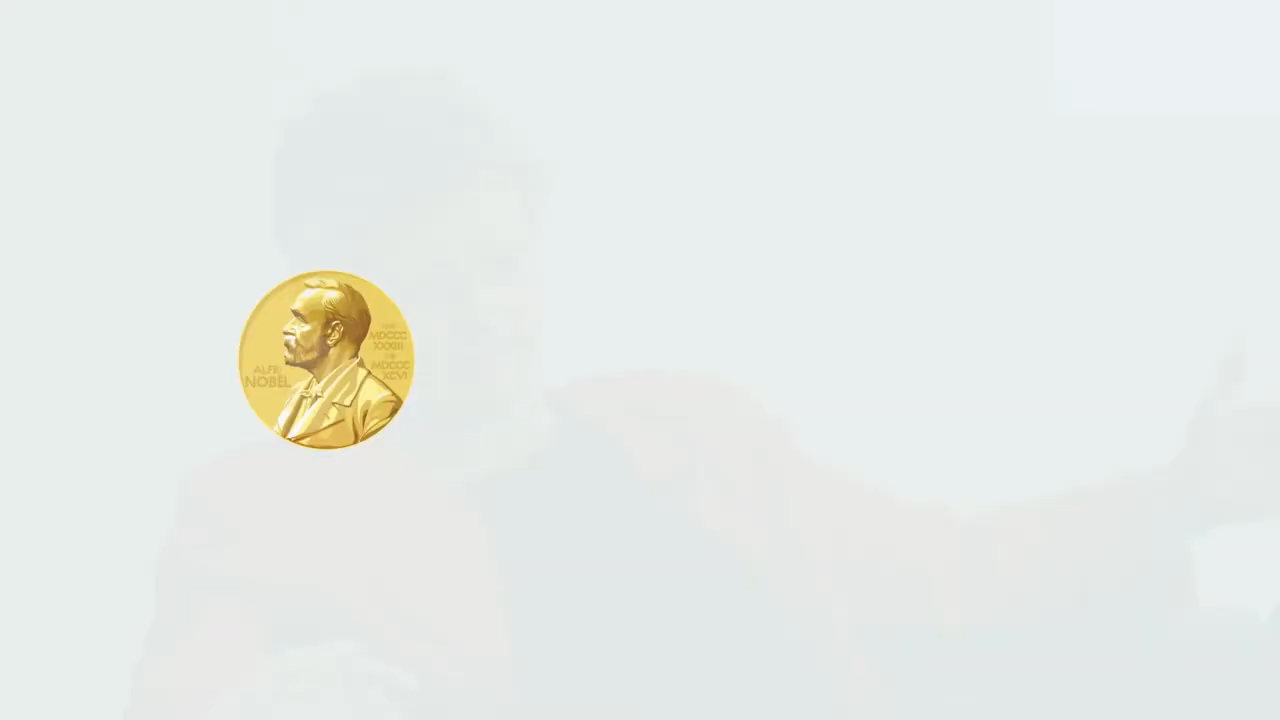 ALFR.
NOBEL
MDCCC
XXXIII
MDCCC
XCVI